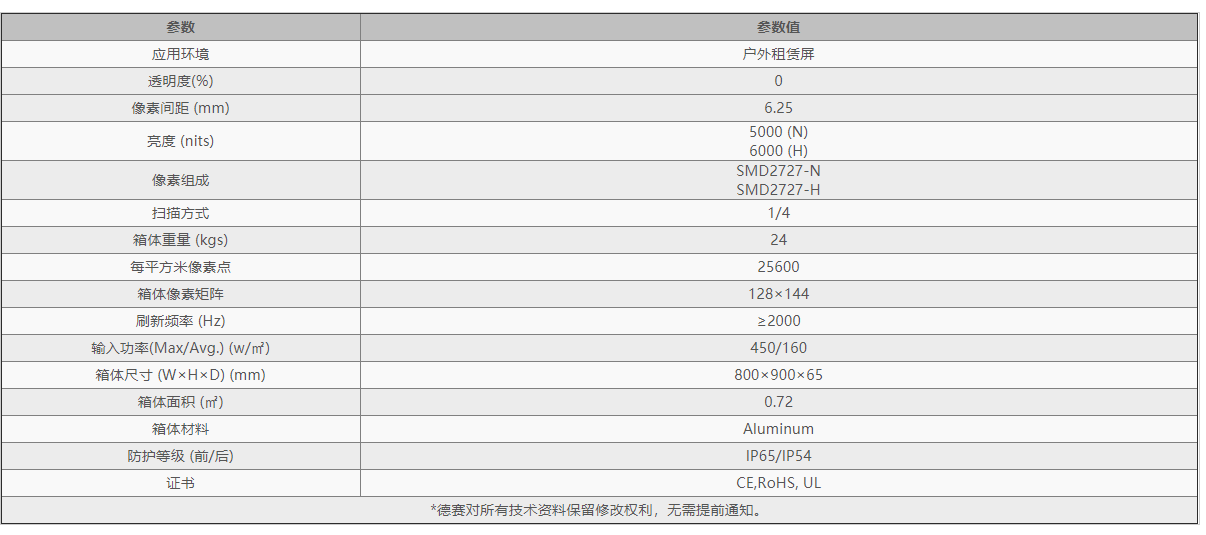 参数 参数值
应用环境 户外租赁屏
透明度(%) 0
像素间距 (mm) 6.25
亮度 (nits) 5000 (N)
6000 (H)
像素组成 SMD2727-N
SMD2727-H
扫描方式 1/4
箱体重量 (kgs) 24
每平方米像素点 25600
箱体像素矩阵 128×144
刷新频率 (Hz) ≥2000
输入功率(Max/Avg.) (w/㎡) 450/160
箱体尺寸 (W×H×D) (mm) 800×900×65
箱体面积 (㎡) 0.72
箱体材料 Aluminum
防护等级 (前/后) IP65/IP54
证书 CE,RoHS, UL
*德赛对所有技术资料保留修改权利，无需提前通知。